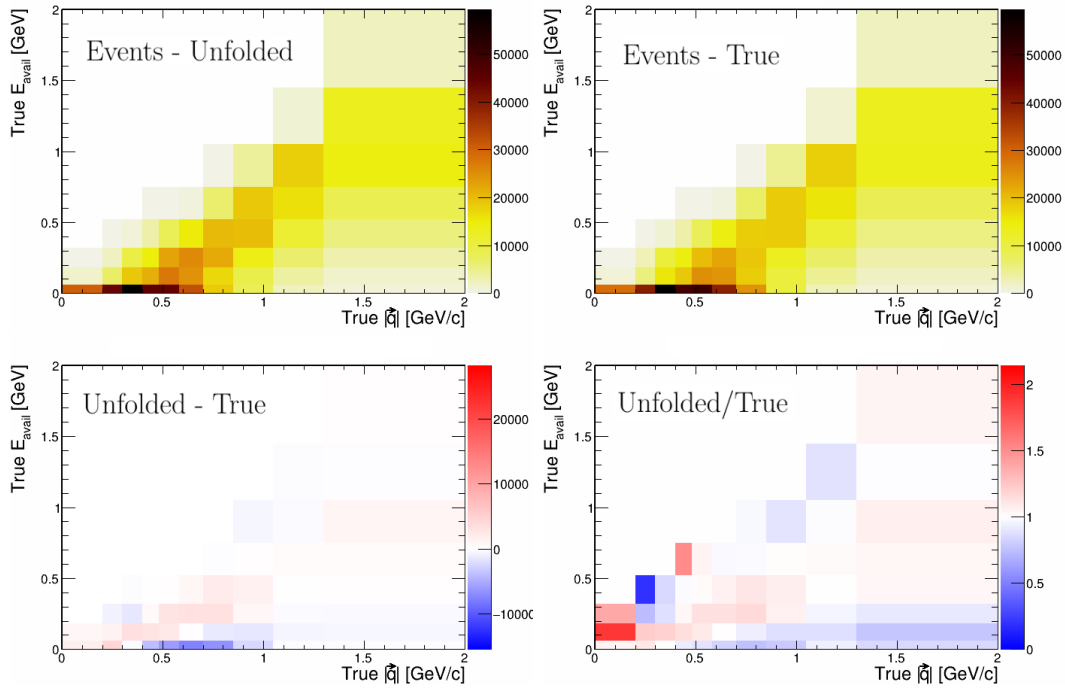 True E_avail [GeV]
2
1.5
1
0.5
0
Events - Unfolded
0 0.5 1 1.5 2
True |q⃗| [GeV/c]
50000
40000
30000
20000
10000
0
True E_avail [GeV]
2
1.5
1
0.5
0
Events - True
0 0.5 1 1.5 2
True |q⃗| [GeV/c]
50000
40000
30000
20000
10000
0
True E_avail [GeV]
2
1.5
1
0.5
0
Unfolded - True
0 0.5 1 1.5 2
True |q⃗| [GeV/c]
20000
10000
0
True E_avail [GeV]
2
1.5
1
0.5
0
Unfolded/True
0 0.5 1 1.5 2
True |q⃗| [GeV/c]
2
1.5
1
0.5
0